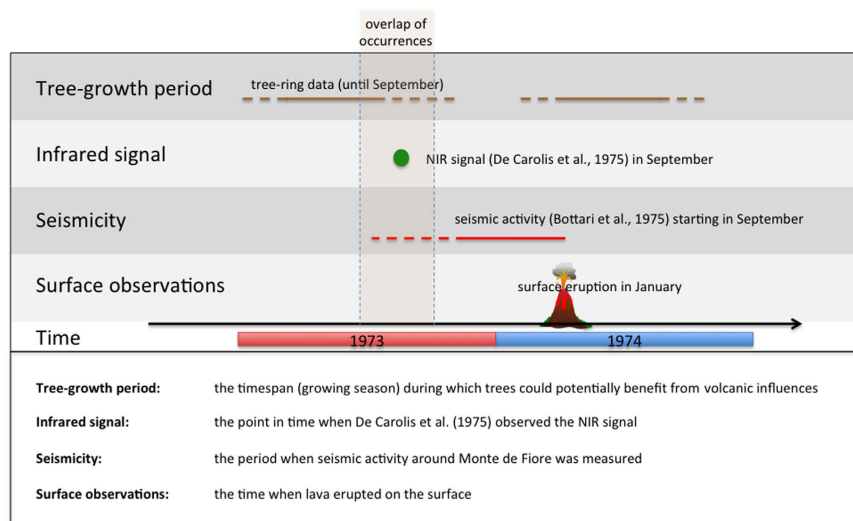 overlap of
occurrences
Tree-growth period
tree-ring data (until September)
Infrared signal
NIR signal (De Carolis et al., 1975) in September
Seismicity
seismic activity (Bottari et al., 1975) starting in September
Surface observations
surface eruption in January
Time
1973
1974
Tree-growth period: the timespan (growing season) during which trees could potentially benefit from volcanic influences
Infrared signal: the point in time when De Carolis et al. (1975) observed the NIR signal
Seismicity: the period when seismic activity around Monte de Fiore was measured
Surface observations: the time when lava erupted on the surface